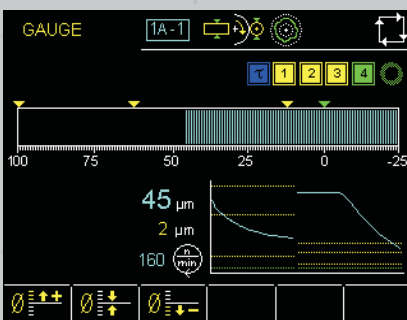 GAUGE 1A-1
τ 1 2 3 4
100 75 50 25 0 -25
45 µm
2 µm
160 n/min
Ø + Ø Ø −